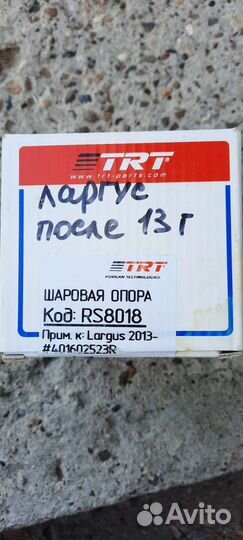 TRT
www.trt-parts.com
Ларгус
после 13 г
TRT
KOREAN TECHNOLOGIES
ШАРОВАЯ ОПОРА
Код: RS8018
Прим. к: Largus 2013-
#401602523R
Avito